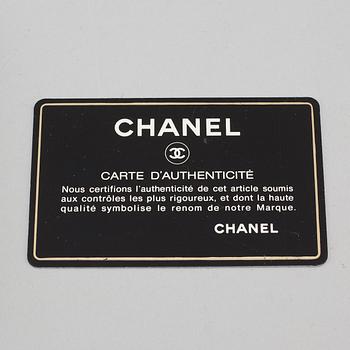 CHANEL
CARTE D'AUTHENTICITÉ
Nous certifions l'authenticité de cet article soumis
aux contrôles les plus rigoureux, et dont la haute
qualité symbolise le renom de notre Marque.
CHANEL